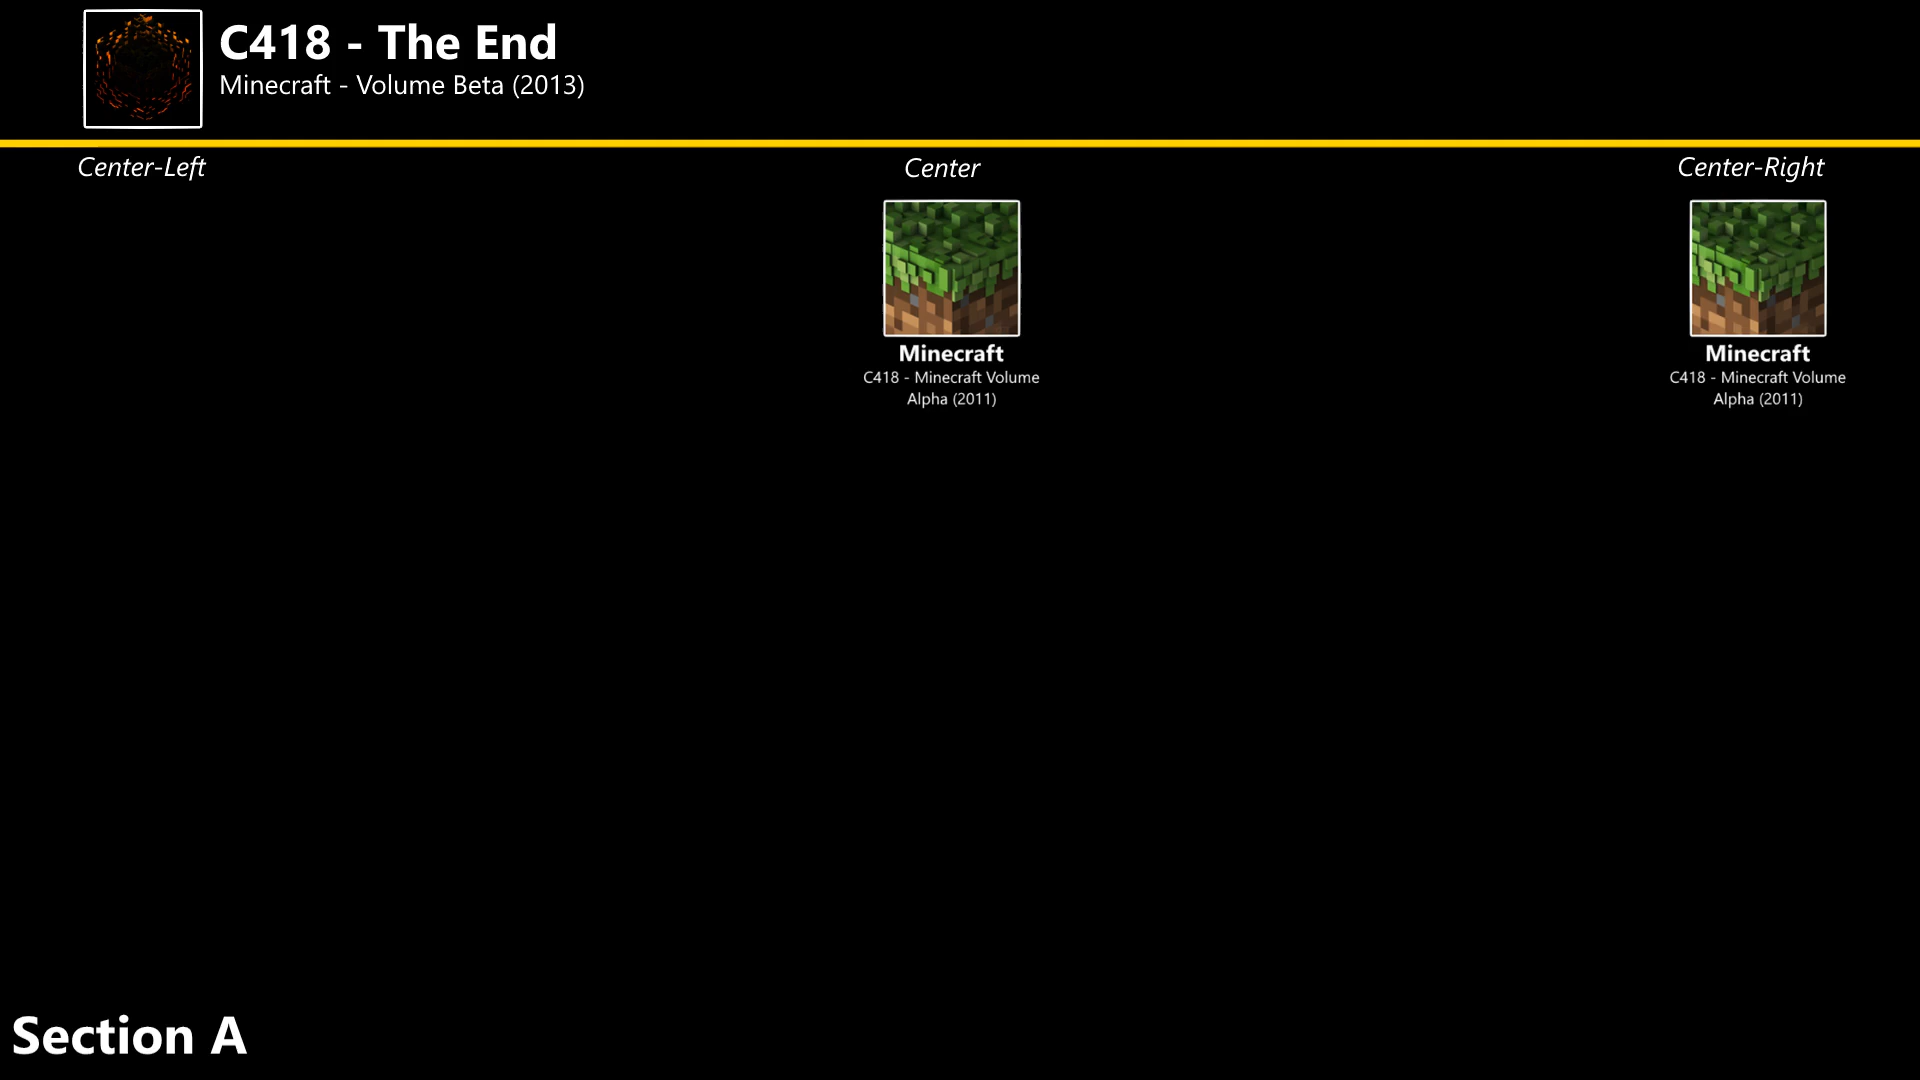 C418 - The End
Minecraft - Volume Beta (2013)
Center-Left
Center
Center-Right
Minecraft
C418 - Minecraft Volume
Alpha (2011)
Minecraft
C418 - Minecraft Volume
Alpha (2011)
Section A